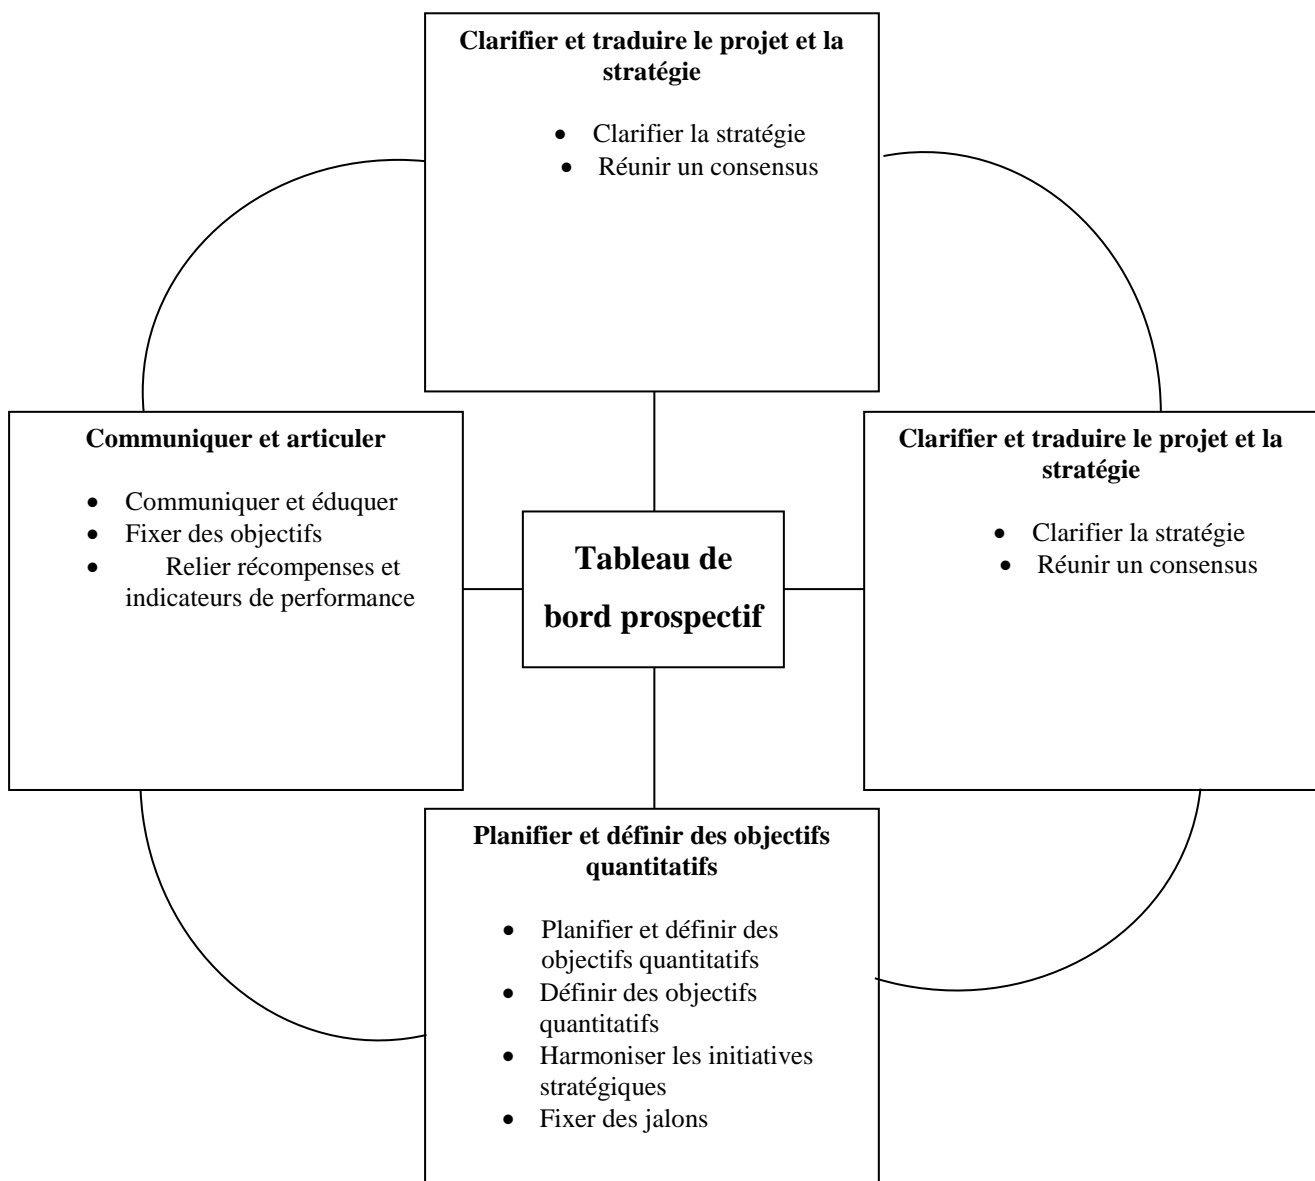 Clarifier et traduire le projet et la
stratégie
• Clarifier la stratégie
• Réunir un consensus
Communiquer et articuler
• Communiquer et éduquer
• Fixer des objectifs
• Relier récompenses et
indicateurs de performance
Tableau de
bord prospectif
Clarifier et traduire le projet et la
stratégie
• Clarifier la stratégie
• Réunir un consensus
Planifier et définir des objectifs
quantitatifs
• Planifier et définir des
objectifs quantitatifs
• Définir des objectifs
quantitatifs
• Harmoniser les initiatives
stratégiques
• Fixer des jalons